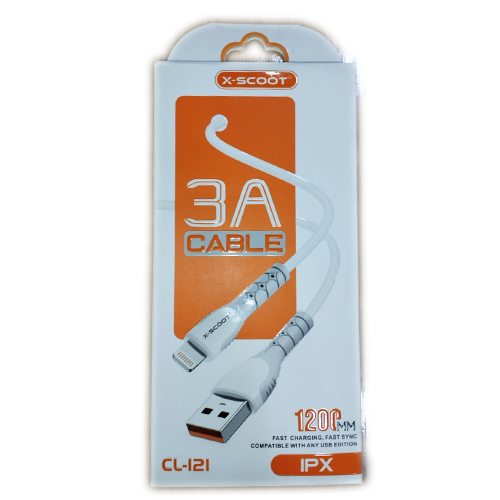 X-SCOOT
3A
CABLE
X-SCOOT
1200MM
FAST CHARGING, FAST SYNC
COMPATIBLE WITH ANY USB EDITION
CL-121
IPX